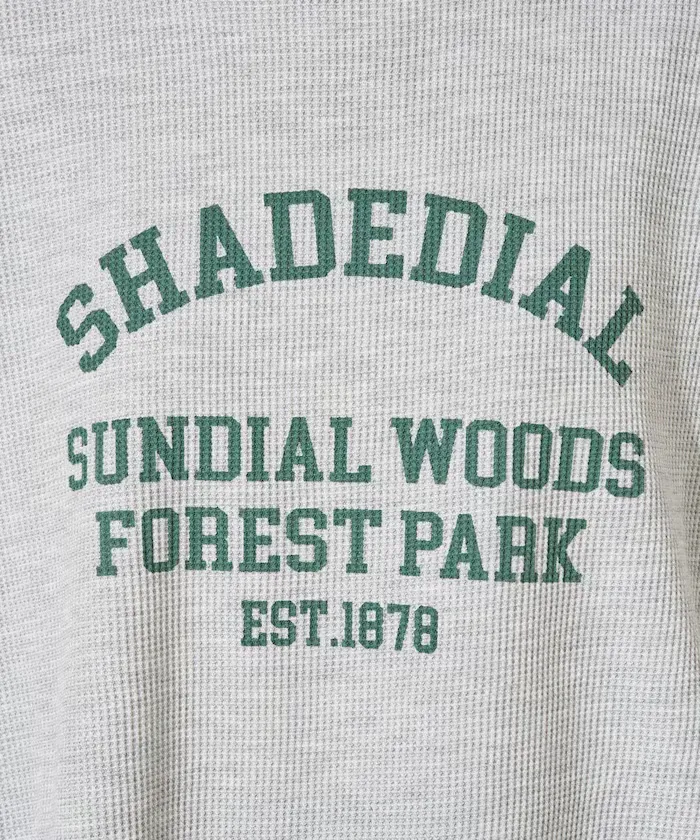 SHADEDIAL
SUNDIAL WOODS
FOREST PARK
EST.1878